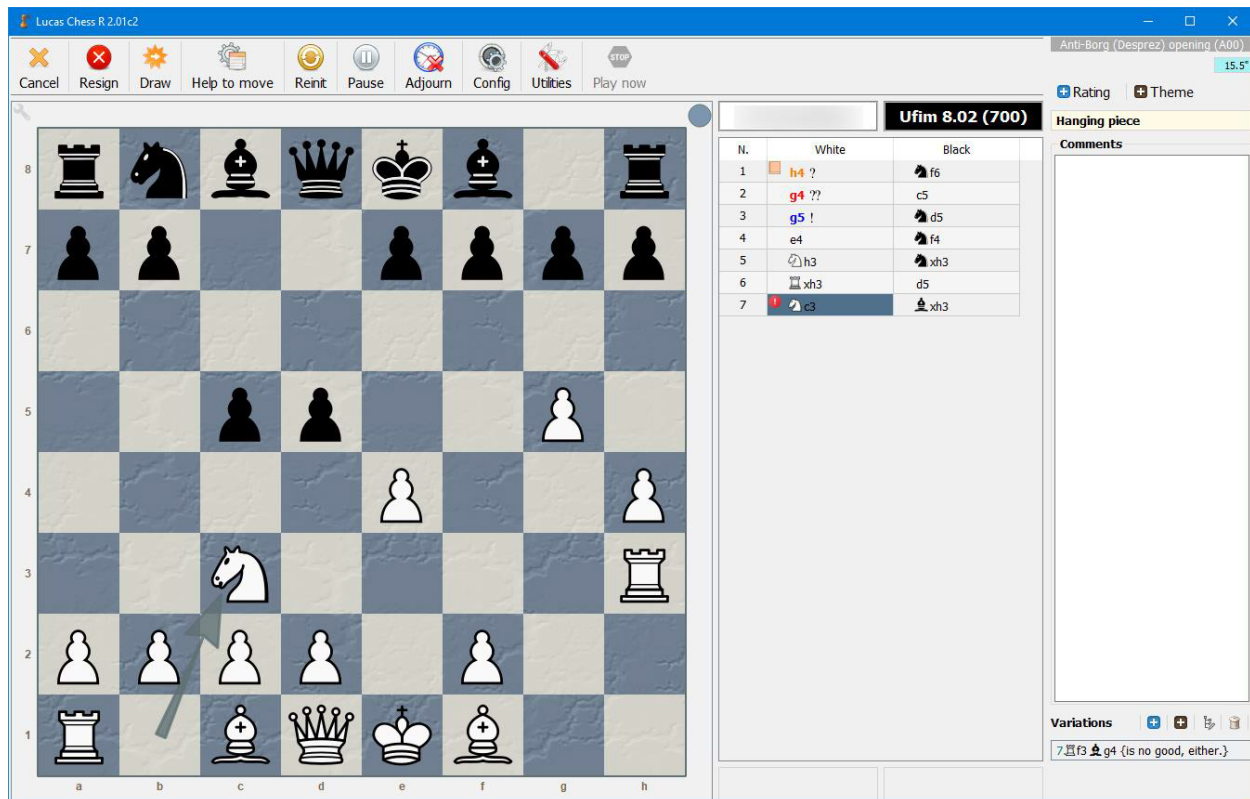 Lucas Chess R 2.01c2
Cancel Resign Draw Help to move Reinit Pause Adjourn Config Utilities STOP Play now
Anti-Borg (Desprez) opening (A00)
15.5"
Rating Theme
Ufim 8.02 (700)
Hanging piece
Comments
N. White Black
1 h4 ? ♞f6
2 g4 ?? c5
3 g5 ! ♞d5
4 e4 ♞f4
5 ♘h3 ♞xh3
6 ♖xh3 d5
7 ! ♘c3 ♝xh3
8
7
6
5
4
3
2
1
a b c d e f g h
Variations
7.♖f3 ♝g4 {is no good, either.}